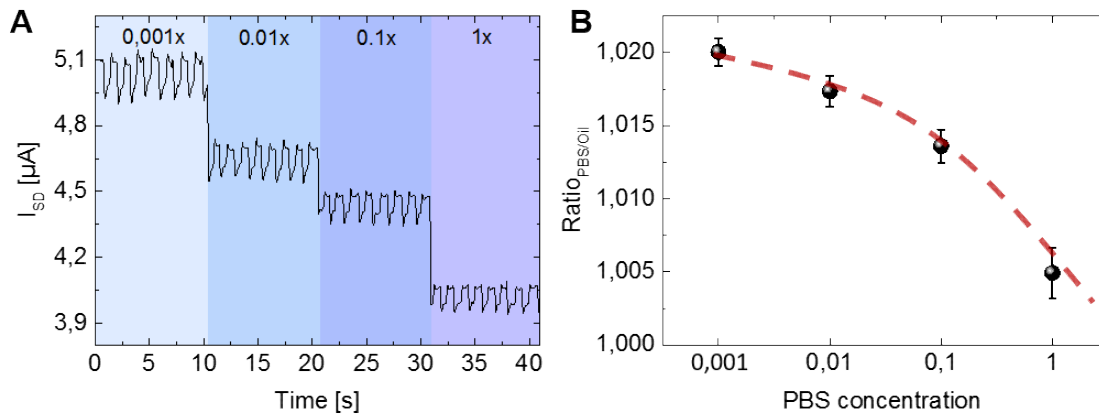 A
0,001x 0.01x 0.1x 1x
5,1
4,8
4,5
4,2
3,9
I_SD [µA]
0 5 10 15 20 25 30 35 40
Time [s]
B
1,020
1,015
1,010
1,005
1,000
Ratio_PBS/Oil
0,001 0,01 0,1 1
PBS concentration